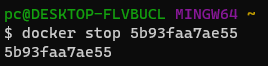 pc@DESKTOP-FLVBUCL MINGW64 ~
$ docker stop 5b93faa7ae55
5b93faa7ae55